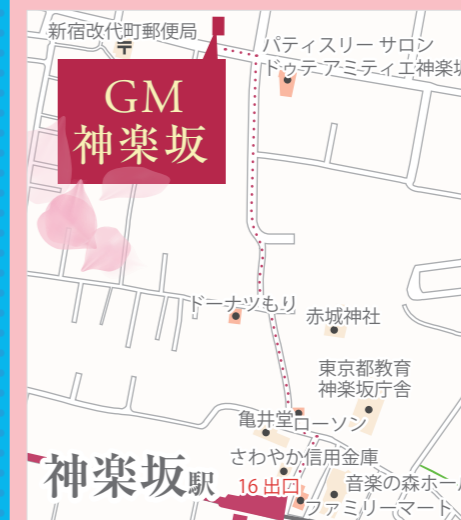 新宿改代町郵便局
パティスリー サロン
ドゥテ アミティエ神楽坂
GM
神楽坂
ドーナツもり
赤城神社
東京都教育
神楽坂庁舎
亀井堂
ローソン
さわやか信用金庫
神楽坂駅
16 出口
音楽の森ホール
ファミリーマート